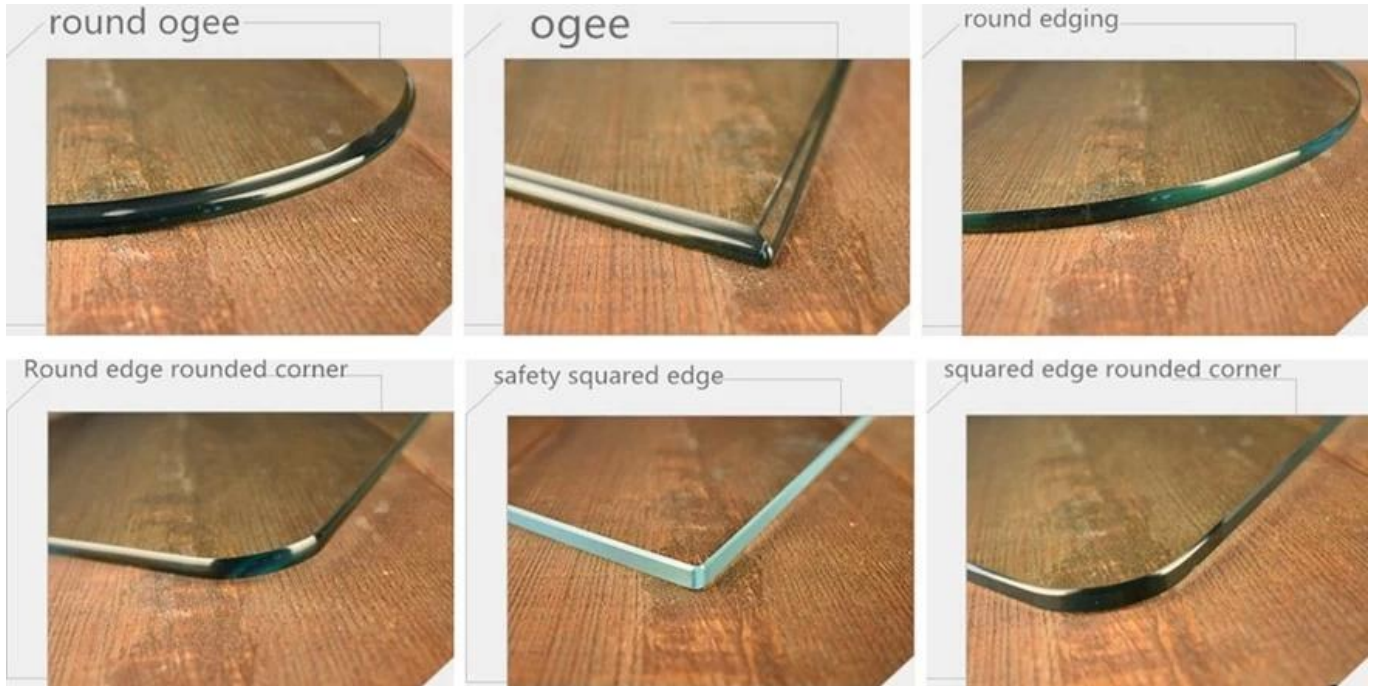 round ogee
ogee
round edging
Round edge rounded corner
safety squared edge
squared edge rounded corner